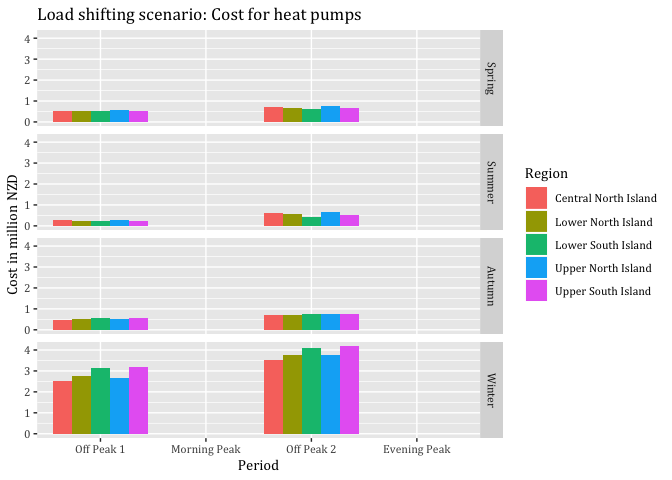 Load shifting scenario: Cost for heat pumps
Cost in million NZD
4
3
2
1
0
Spring
4
3
2
1
0
Summer
4
3
2
1
0
Autumn
4
3
2
1
0
Winter
Off Peak 1
Morning Peak
Off Peak 2
Evening Peak
Period
Region
Central North Island
Lower North Island
Lower South Island
Upper North Island
Upper South Island